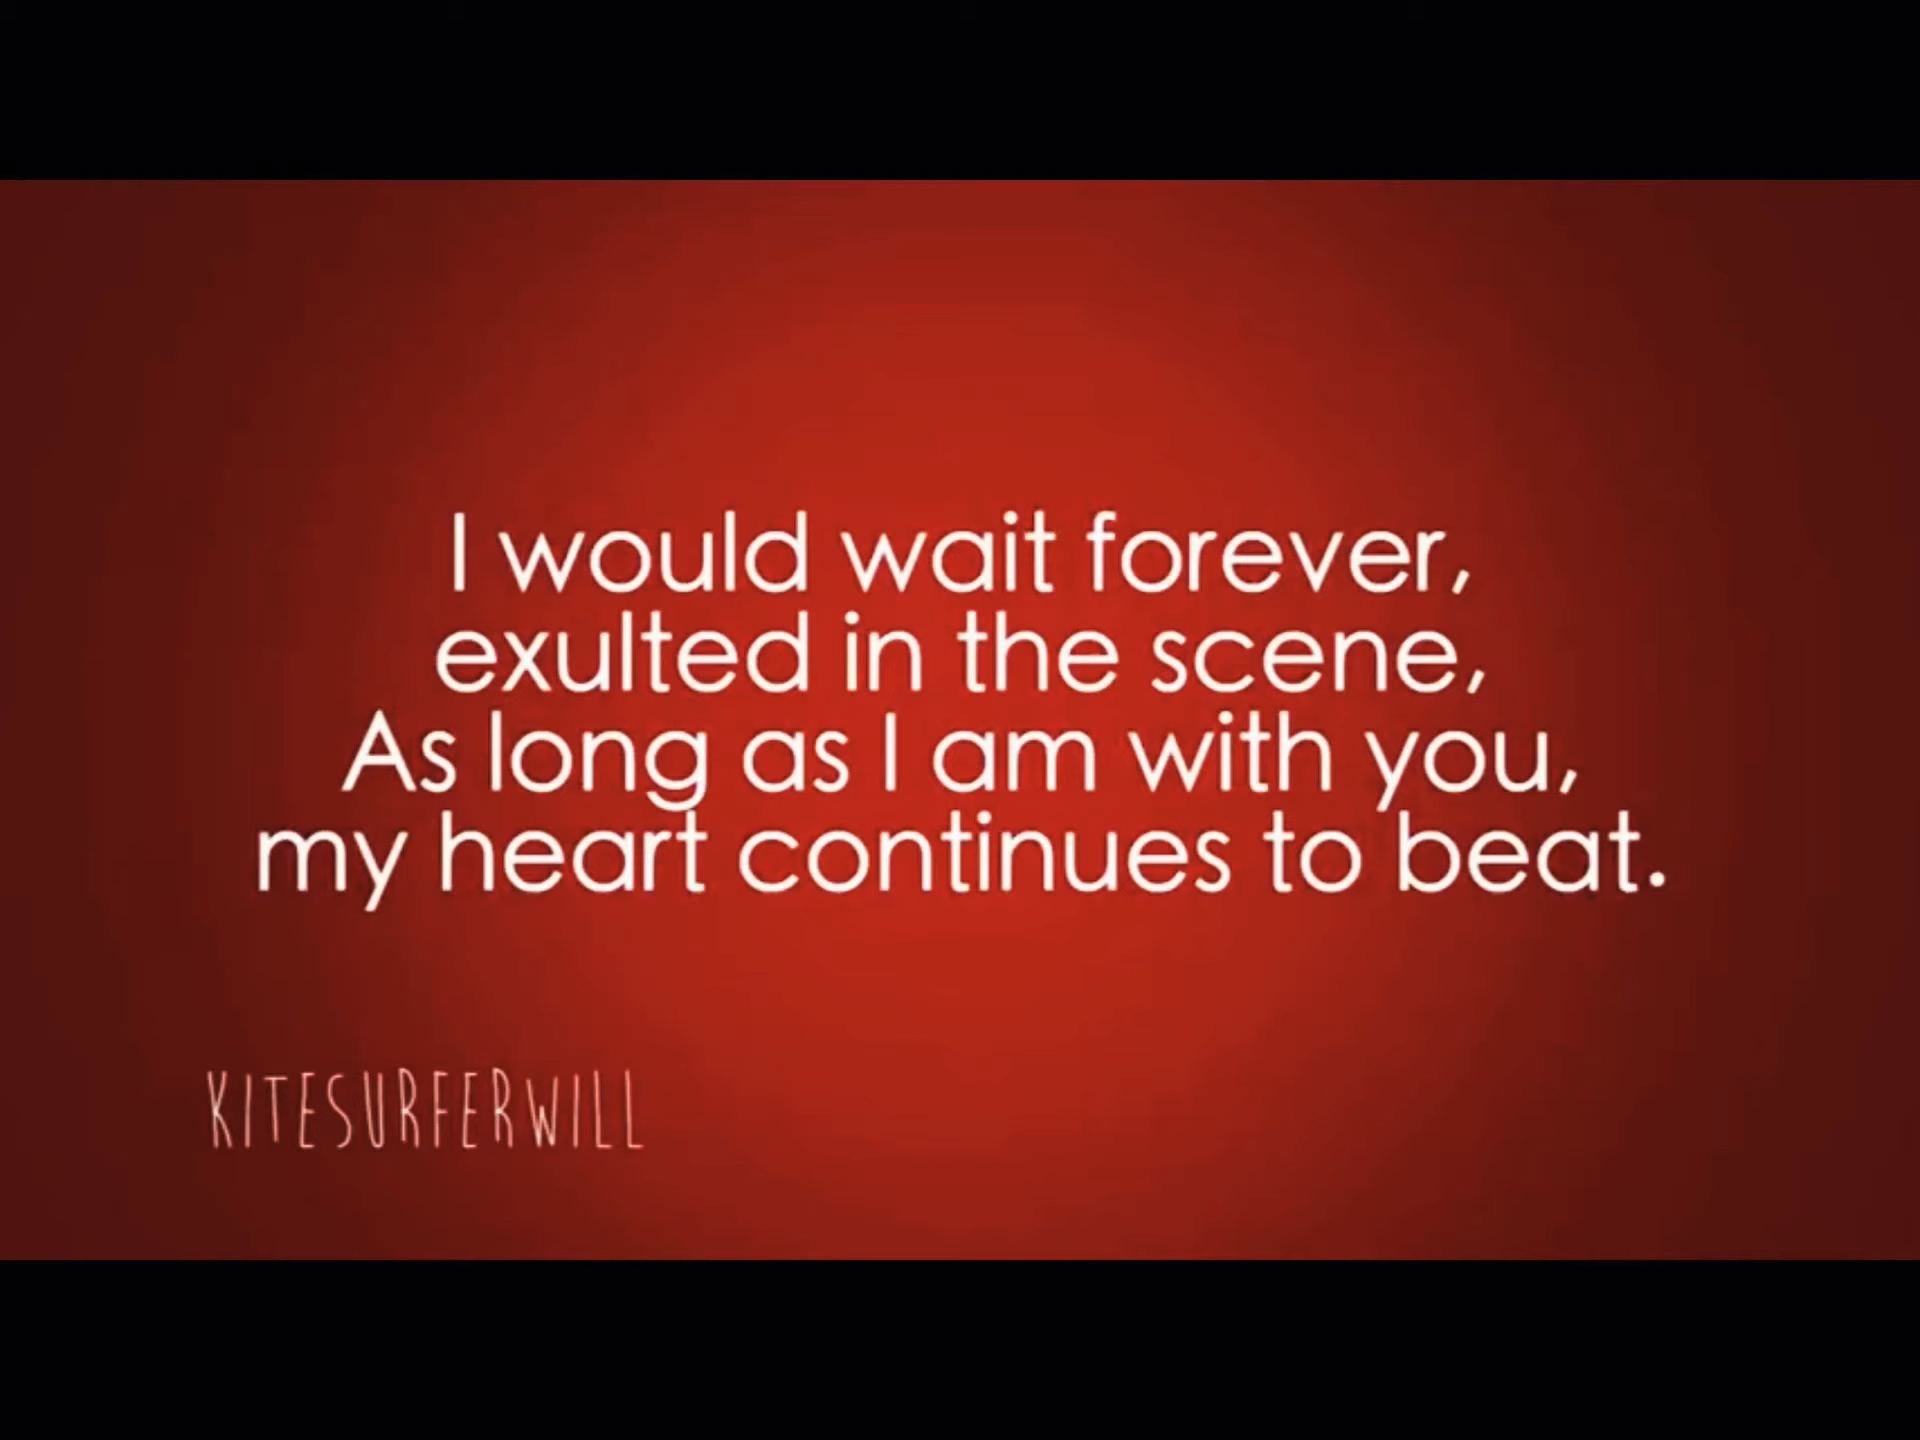 I would wait forever,
exulted in the scene,
As long as I am with you,
my heart continues to beat.
KITESURFERWILL